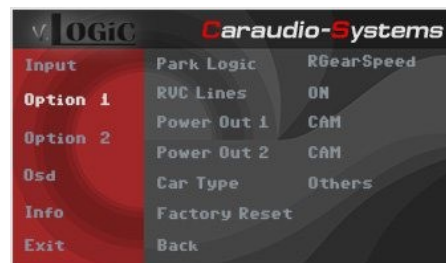 V. LOGiC Caraudio-Systems
Input Park Logic RGearSpeed
Option 1 RVC Lines ON
Power Out 1 CAM
Option 2
Power Out 2 CAM
Osd
Car Type Others
Info Factory Reset
Exit Back